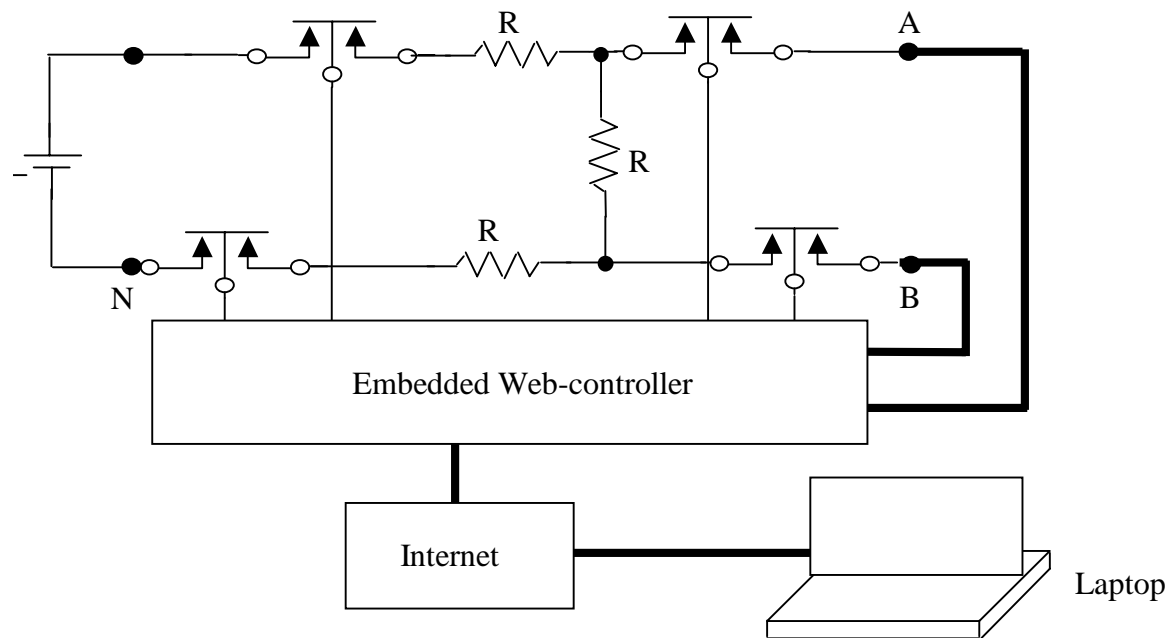 A
R
R
R
–
N
B
Embedded Web-controller
Internet
Laptop